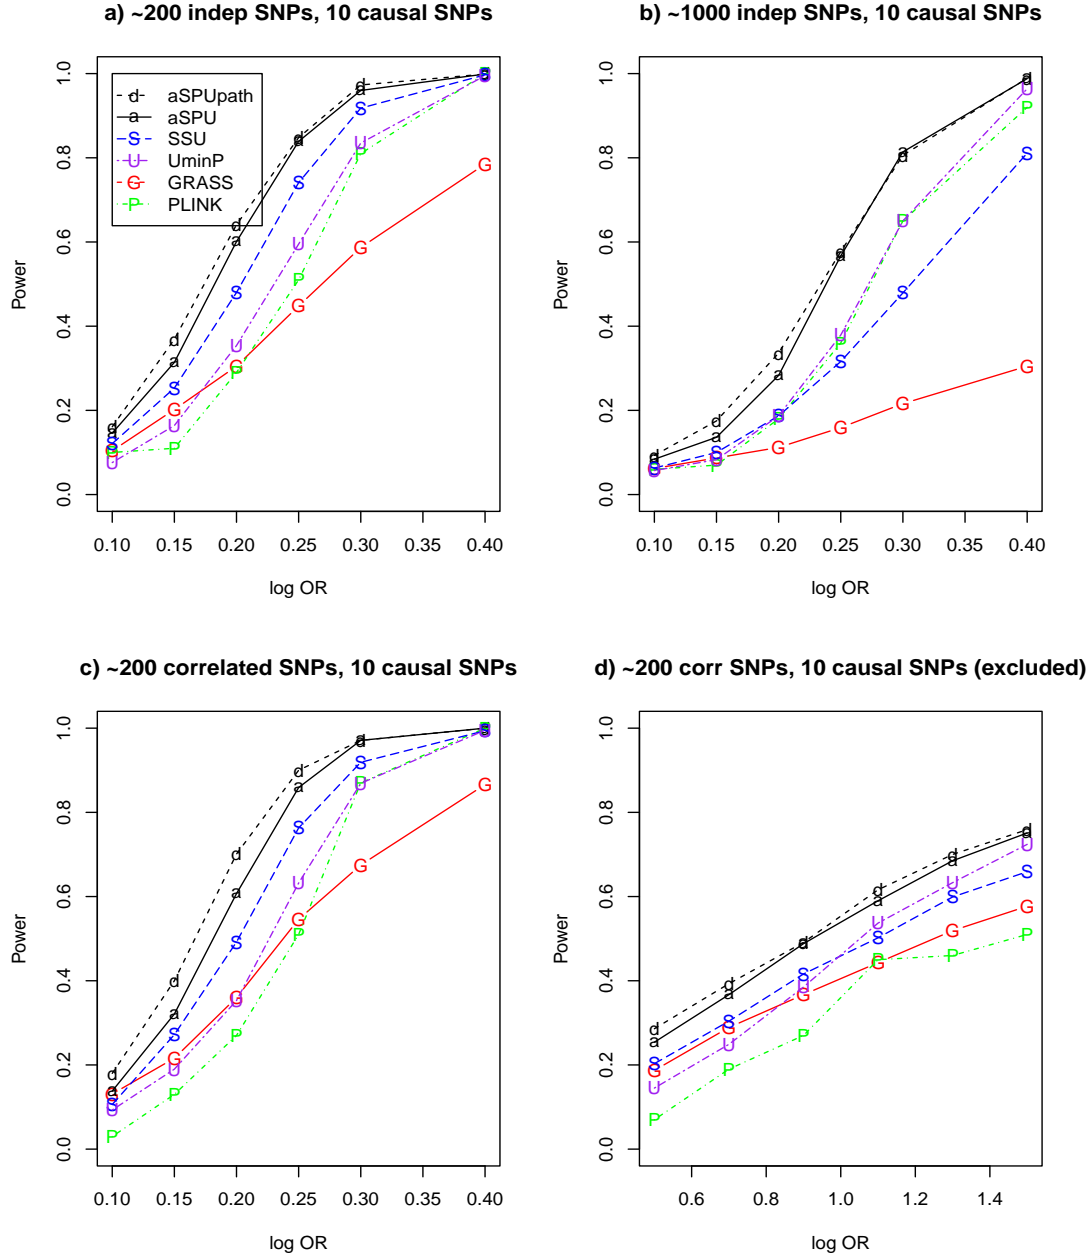 a) ~200 indep SNPs, 10 causal SNPs
Power
0.0 0.2 0.4 0.6 0.8 1.0
d aSPUpath
a aSPU
S SSU
U UminP
G GRASS
P PLINK
0.10 0.15 0.20 0.25 0.30 0.35 0.40
log OR
b) ~1000 indep SNPs, 10 causal SNPs
Power
0.0 0.2 0.4 0.6 0.8 1.0
0.10 0.15 0.20 0.25 0.30 0.35 0.40
log OR
c) ~200 correlated SNPs, 10 causal SNPs
Power
0.0 0.2 0.4 0.6 0.8 1.0
0.10 0.15 0.20 0.25 0.30 0.35 0.40
log OR
d) ~200 corr SNPs, 10 causal SNPs (excluded)
Power
0.0 0.2 0.4 0.6 0.8 1.0
0.6 0.8 1.0 1.2 1.4
log OR